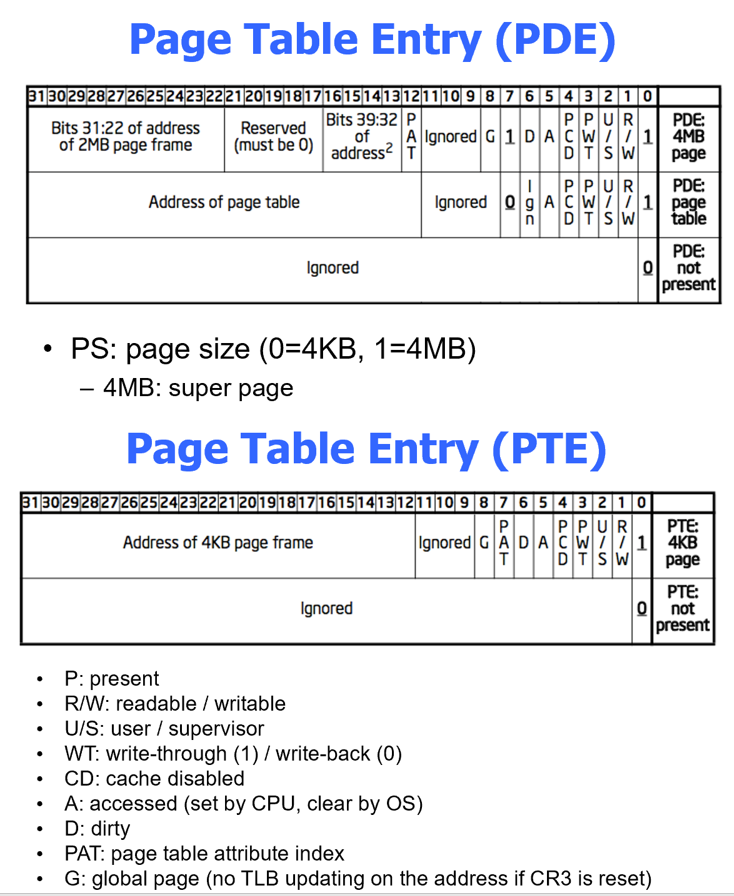 Page Table Entry (PDE)
31 30 29 28 27 26 25 24 23 22 21 20 19 18 17 16 15 14 13 12 11 10 9 8 7 6 5 4 3 2 1 0
Bits 31:22 of address of 2MB page frame
Reserved (must be 0)
Bits 39:32 of address2
PAT
Ignored
G
1
D
A
PCD
PWT
U/S
R/W
1
PDE: 4MB page
Address of page table
Ignored
0
Ign
A
PCD
PWT
U/S
R/W
1
PDE: page table
Ignored
0
PDE: not present
• PS: page size (0=4KB, 1=4MB)
– 4MB: super page
Page Table Entry (PTE)
31 30 29 28 27 26 25 24 23 22 21 20 19 18 17 16 15 14 13 12 11 10 9 8 7 6 5 4 3 2 1 0
Address of 4KB page frame
Ignored
G
PAT
D
A
PCD
PWT
U/S
R/W
1
PTE: 4KB page
Ignored
0
PTE: not present
• P: present
• R/W: readable / writable
• U/S: user / supervisor
• WT: write-through (1) / write-back (0)
• CD: cache disabled
• A: accessed (set by CPU, clear by OS)
• D: dirty
• PAT: page table attribute index
• G: global page (no TLB updating on the address if CR3 is reset)